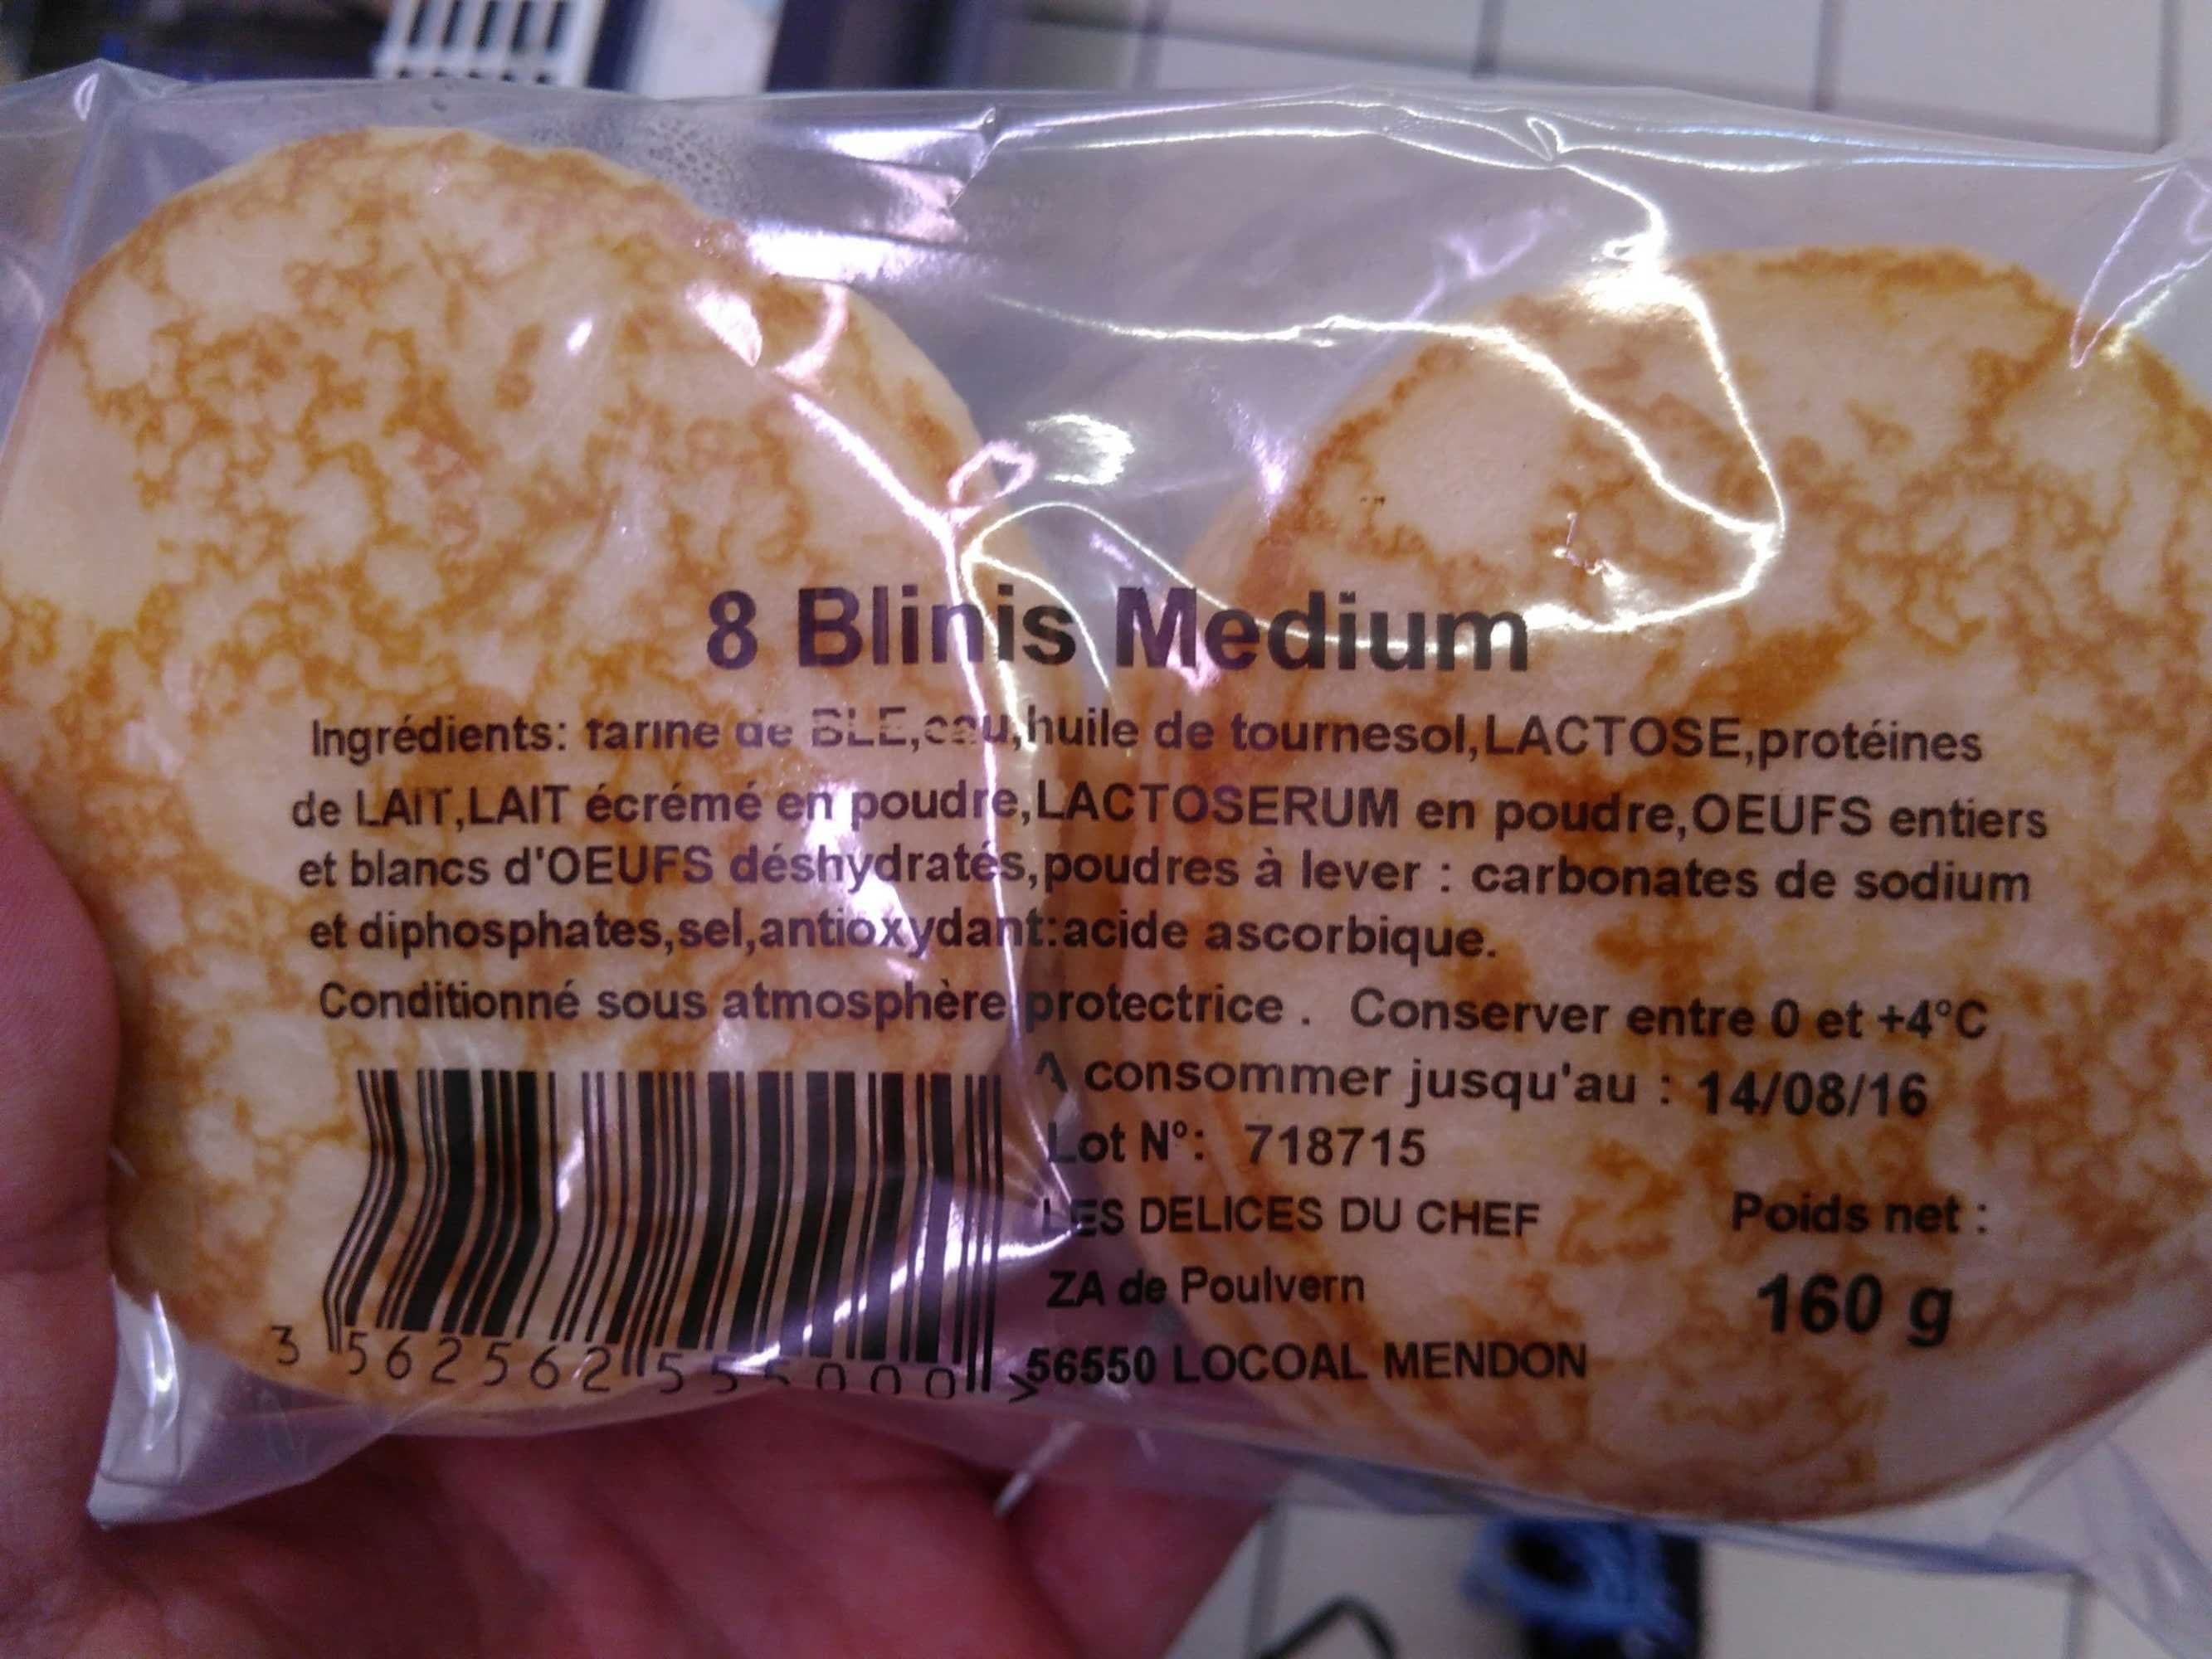 8 Blinis Medium
Ingrédients: farine de BLE,eau,huile de tournesol,LACTOSE,protéines
de LAIT,LAIT écrémé en poudre,LACTOSERUM en poudre,OEUFS entiers
et blancs d'OEUFS déshydratés,poudres à lever : carbonates de sodium
et diphosphates,sel,antioxydant:acide ascorbique.
Conditionné sous atmosphère protectrice . Conserver entre 0 et +4°C
A consommer jusqu'au : 14/08/16
Lot N°: 718715
LES DELICES DU CHEF
Poids net :
ZA de Poulvern
160 g
56550 LOCOAL MENDON
3 562562 555000 >